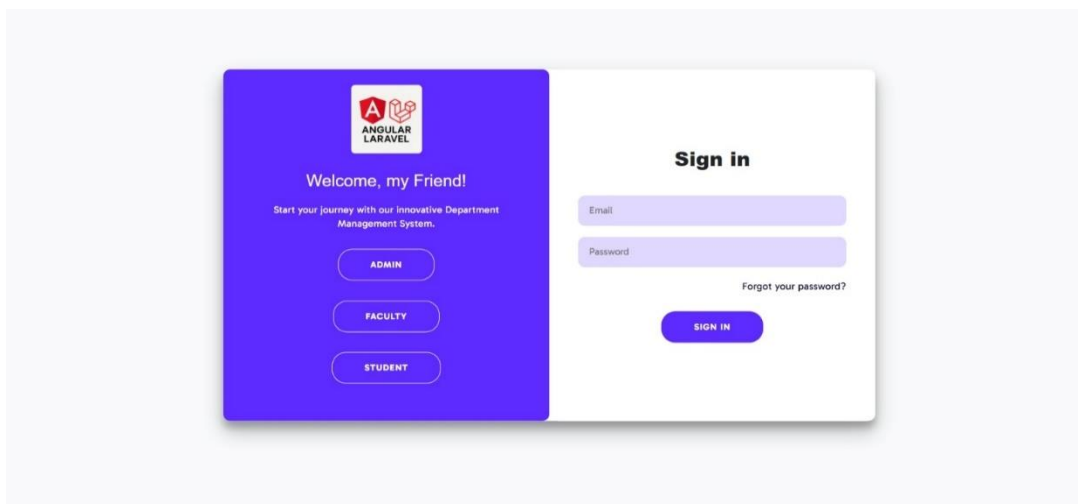 ANGULAR
LARAVEL
Welcome, my Friend!
Start your journey with our innovative Department
Management System.
ADMIN
FACULTY
STUDENT
Sign in
Email
Password
Forgot your password?
SIGN IN